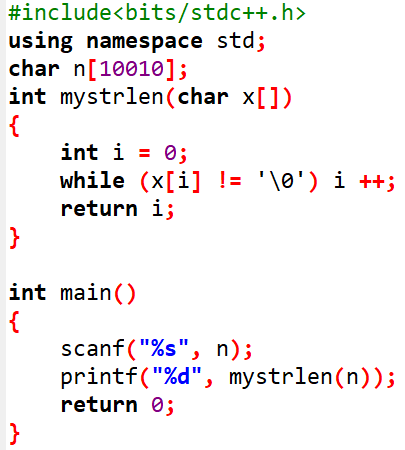 #include<bits/stdc++.h>
using namespace std;
char n[10010];
int mystrlen(char x[])
{
    int i = 0;
    while (x[i] != '\0') i ++;
    return i;
}

int main()
{
    scanf("%s", n);
    printf("%d", mystrlen(n));
    return 0;
}